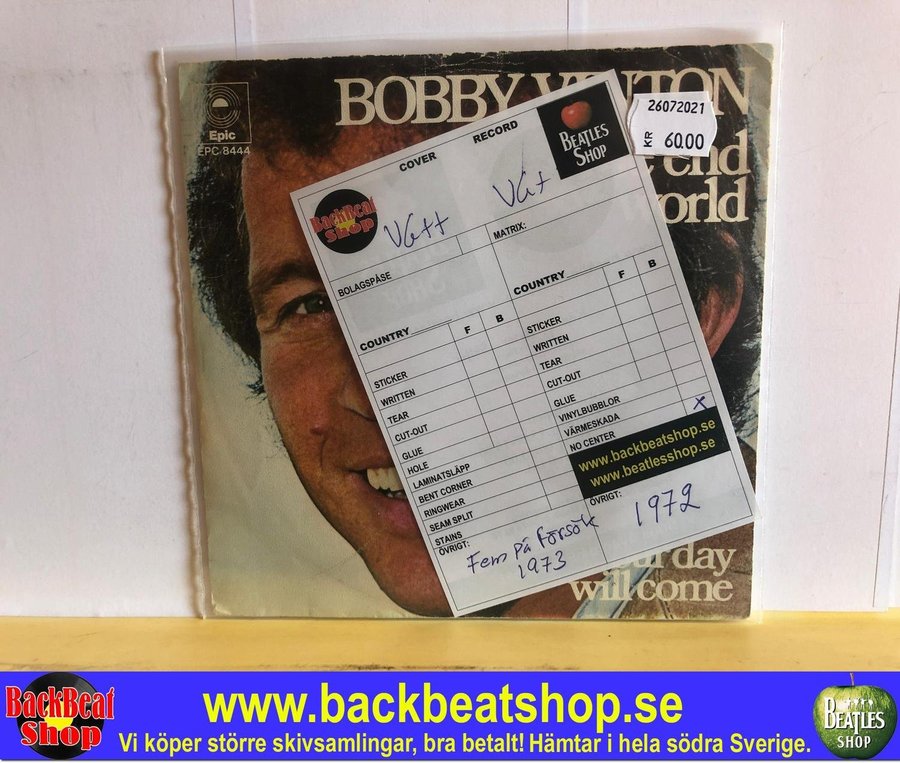 BOBBY VINTON
Epic
EPC 8444
26072021
KR 60.00
end
world
COVER
RECORD
BackBeat
Shop
BEATLES
SHOP
VG++
VG+
BOLAGSPÅSE
MATRIX:
COUNTRY
F B
STICKER
WRITTEN
TEAR
CUT-OUT
GLUE
HOLE
LAMINATSLÄPP
BENT CORNER
RINGWEAR
SEAM SPLIT
STAINS
ÖVRIGT:
Fem på försök
1973
COUNTRY
F B
STICKER
WRITTEN
TEAR
CUT-OUT
GLUE
VINYLBUBBLOR
VÄRMESKADA
NO CENTER X
www.backbeatshop.se
www.beatlesshop.se
ÖVRIGT:
1972
day
will come
BackBeat
Shop
www.backbeatshop.se
Vi köper större skivsamlingar, bra betalt! Hämtar i hela södra Sverige.
BEATLES
SHOP